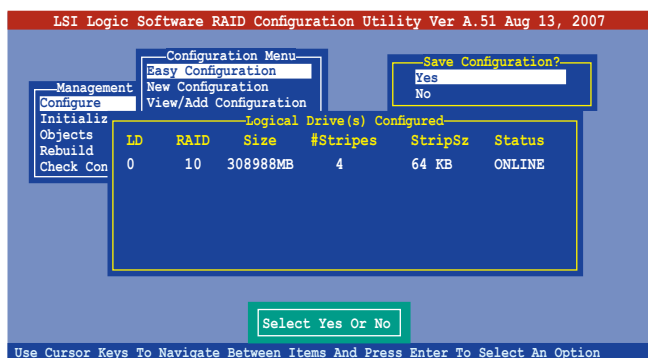 LSI Logic Software RAID Configuration Utility Ver A.51 Aug 13, 2007
Configuration Menu
Easy Configuration
New Configuration
View/Add Configuration
Save Configuration?
Yes
No
Management
Configure
Initializ
Objects
Rebuild
Check Con
Logical Drive(s) Configured
LD RAID Size #Stripes StripSz Status
0 10 308988MB 4 64 KB ONLINE
Select Yes Or No
Use Cursor Keys To Navigate Between Items And Press Enter To Select An Option